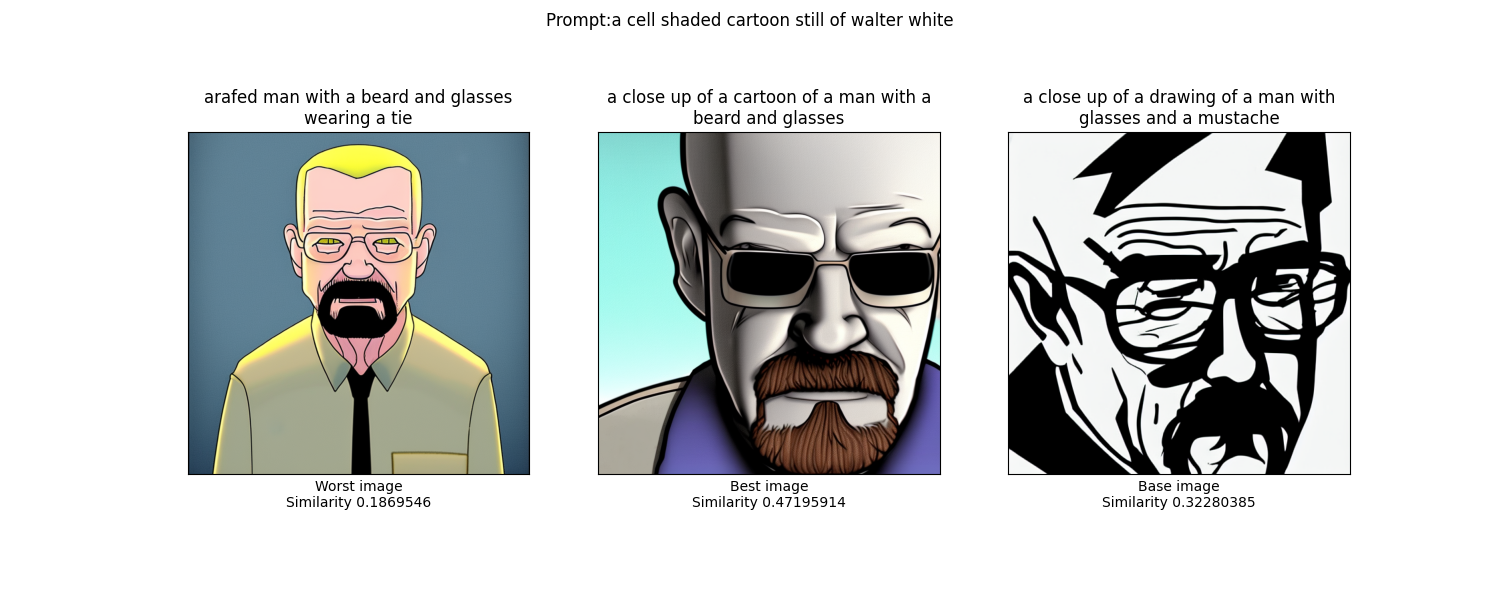 Prompt:a cell shaded cartoon still of walter white
arafed man with a beard and glasses
wearing a tie
a close up of a cartoon of a man with a
beard and glasses
a close up of a drawing of a man with
glasses and a mustache
Worst image
Similarity 0.1869546
Best image
Similarity 0.47195914
Base image
Similarity 0.32280385